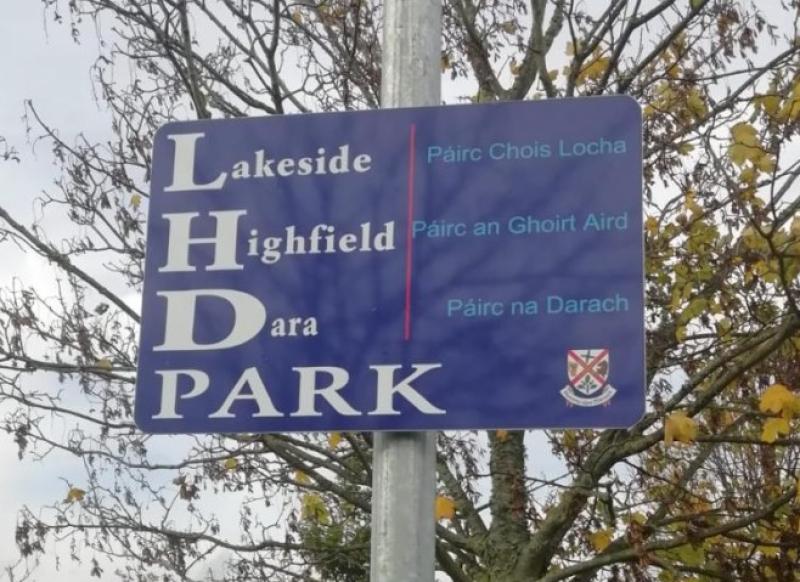 Lakeside
Páirc Chois Locha
Highfield
Páirc an Ghoirt Aird
Dara
Páirc na Darach
PARK